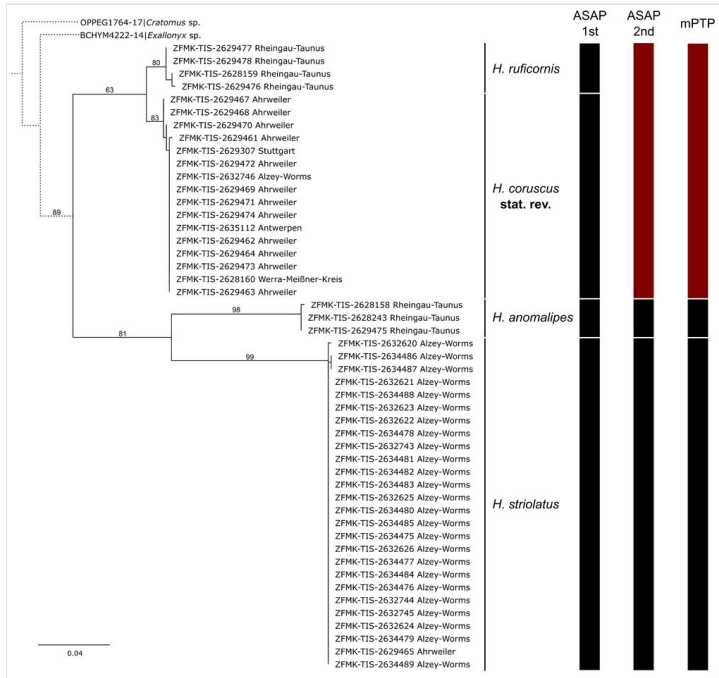 OPPEG1764-17|Cratomus sp.
BCHYM4222-14|Exallonyx sp.
ASAP 1st
ASAP 2nd
mPTP
ZFMK-TIS-2629477 Rheingau-Taunus
ZFMK-TIS-2629478 Rheingau-Taunus
80
ZFMK-TIS-2628159 Rheingau-Taunus
ZFMK-TIS-2629476 Rheingau-Taunus
H. ruficornis
63
ZFMK-TIS-2629467 Ahrweiler
ZFMK-TIS-2629468 Ahrweiler
83
ZFMK-TIS-2629470 Ahrweiler
ZFMK-TIS-2629461 Ahrweiler
ZFMK-TIS-2629307 Stuttgart
ZFMK-TIS-2629472 Ahrweiler
ZFMK-TIS-2632746 Alzey-Worms
ZFMK-TIS-2629469 Ahrweiler
ZFMK-TIS-2629471 Ahrweiler
ZFMK-TIS-2629474 Ahrweiler
ZFMK-TIS-2635112 Antwerpen
ZFMK-TIS-2629462 Ahrweiler
ZFMK-TIS-2629464 Ahrweiler
ZFMK-TIS-2629473 Ahrweiler
ZFMK-TIS-2628160 Werra-Meißner-Kreis
ZFMK-TIS-2629463 Ahrweiler
H. coruscus
stat. rev.
89
98
ZFMK-TIS-2628158 Rheingau-Taunus
ZFMK-TIS-2628243 Rheingau-Taunus
ZFMK-TIS-2629475 Rheingau-Taunus
H. anomalipes
81
99
ZFMK-TIS-2632620 Alzey-Worms
ZFMK-TIS-2634486 Alzey-Worms
ZFMK-TIS-2634487 Alzey-Worms
ZFMK-TIS-2632621 Alzey-Worms
ZFMK-TIS-2634488 Alzey-Worms
ZFMK-TIS-2632623 Alzey-Worms
ZFMK-TIS-2632622 Alzey-Worms
ZFMK-TIS-2634478 Alzey-Worms
ZFMK-TIS-2632743 Alzey-Worms
ZFMK-TIS-2634481 Alzey-Worms
ZFMK-TIS-2634482 Alzey-Worms
ZFMK-TIS-2634483 Alzey-Worms
ZFMK-TIS-2632625 Alzey-Worms
ZFMK-TIS-2634480 Alzey-Worms
ZFMK-TIS-2634485 Alzey-Worms
ZFMK-TIS-2634475 Alzey-Worms
ZFMK-TIS-2632626 Alzey-Worms
ZFMK-TIS-2634477 Alzey-Worms
ZFMK-TIS-2634484 Alzey-Worms
ZFMK-TIS-2634476 Alzey-Worms
ZFMK-TIS-2632744 Alzey-Worms
ZFMK-TIS-2632745 Alzey-Worms
ZFMK-TIS-2632624 Alzey-Worms
ZFMK-TIS-2634479 Alzey-Worms
ZFMK-TIS-2629465 Ahrweiler
ZFMK-TIS-2634489 Alzey-Worms
H. striolatus
0.04